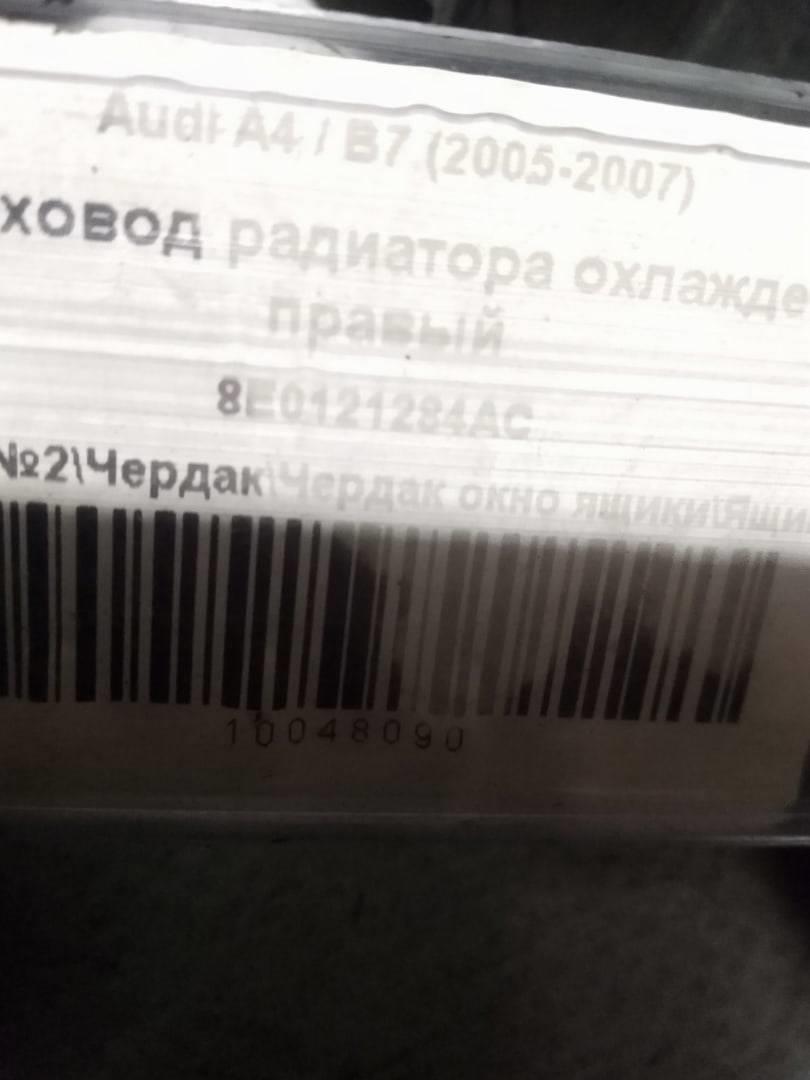 Audi A4 / B7 (2005-2007)
ховод радиатора охлажде
правый
8E0121284AC
№2\Чердак\Чердак окно ящики\Ящи
10048090